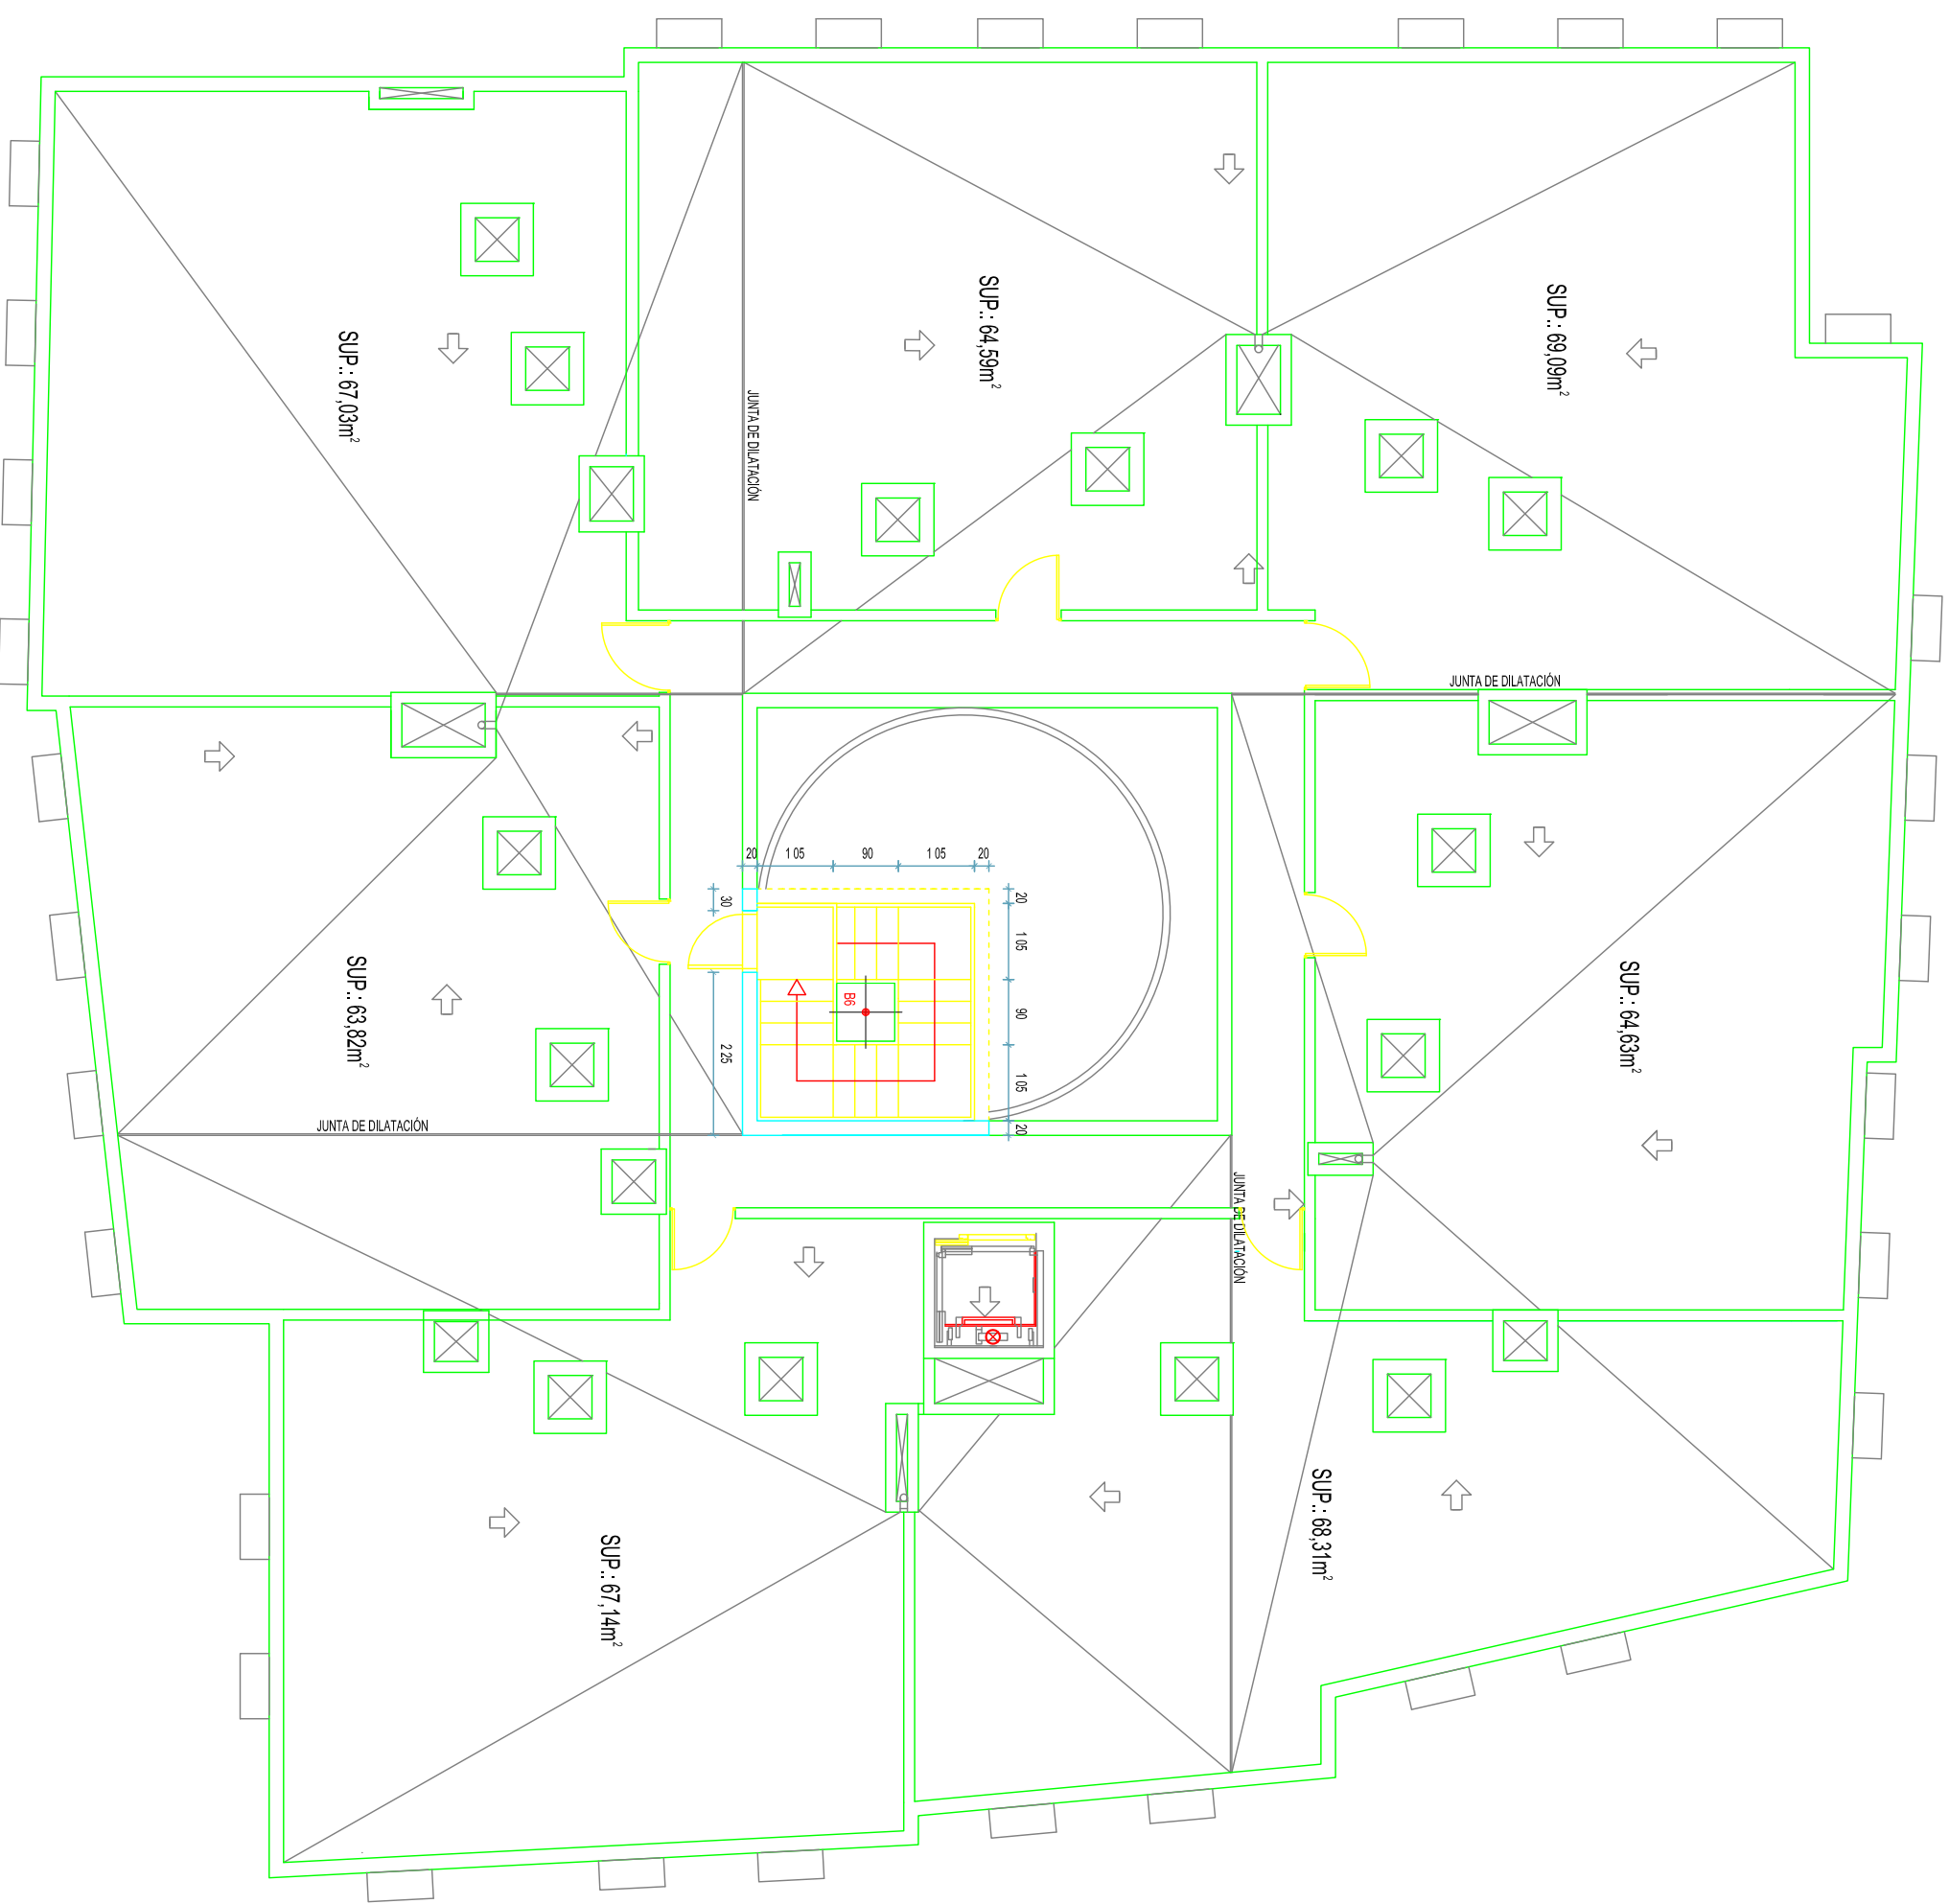 SUP.: 67,03m²
SUP.: 64,59m²
SUP.: 69,09m²
JUNTA DE DILATACIÓN
JUNTA DE DILATACIÓN
20
1 05
90
1 05
20
30
2 25
20
1 05
90
1 05
20
B6
SUP.: 63,82m²
SUP.: 64,63m²
JUNTA DE DILATACIÓN
JUNTA DE DILATACIÓN
SUP.: 68,31m²
SUP.: 67,14m²